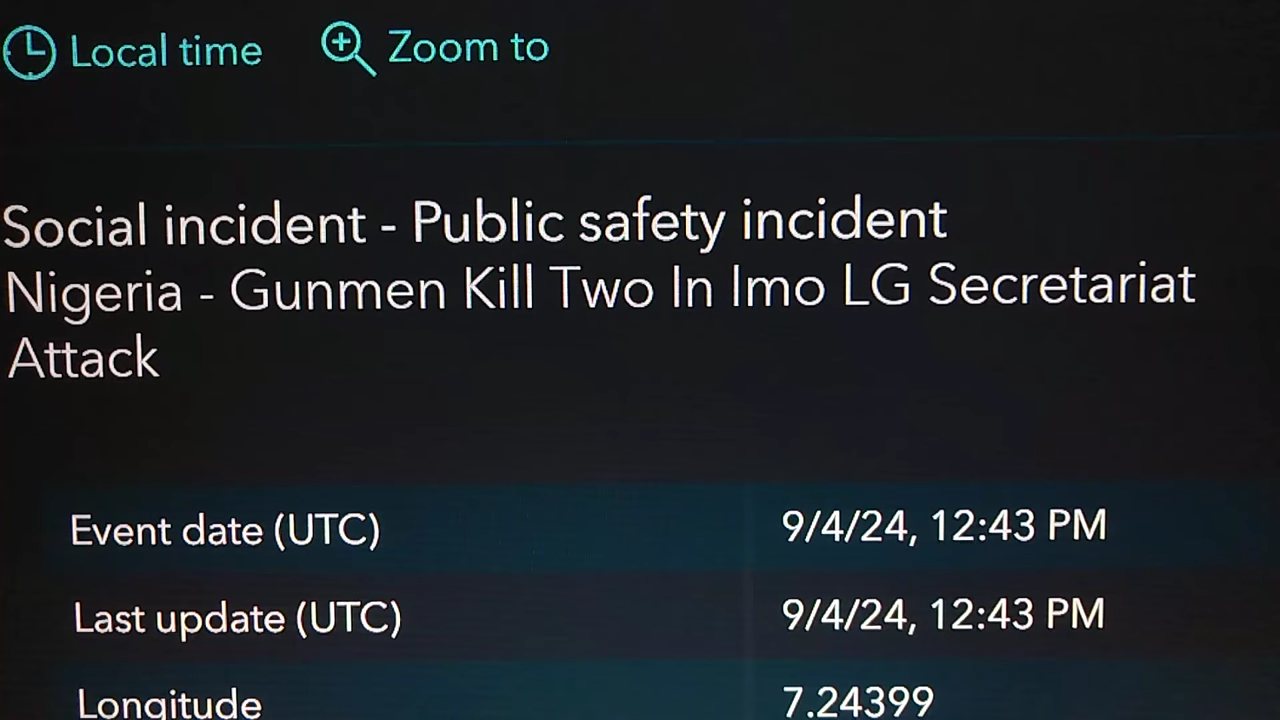 Local time Zoom to
Social incident - Public safety incident
Nigeria - Gunmen Kill Two In Imo LG Secretariat
Attack
Event date (UTC) 9/4/24, 12:43 PM
Last update (UTC) 9/4/24, 12:43 PM
Longitude 7.24399